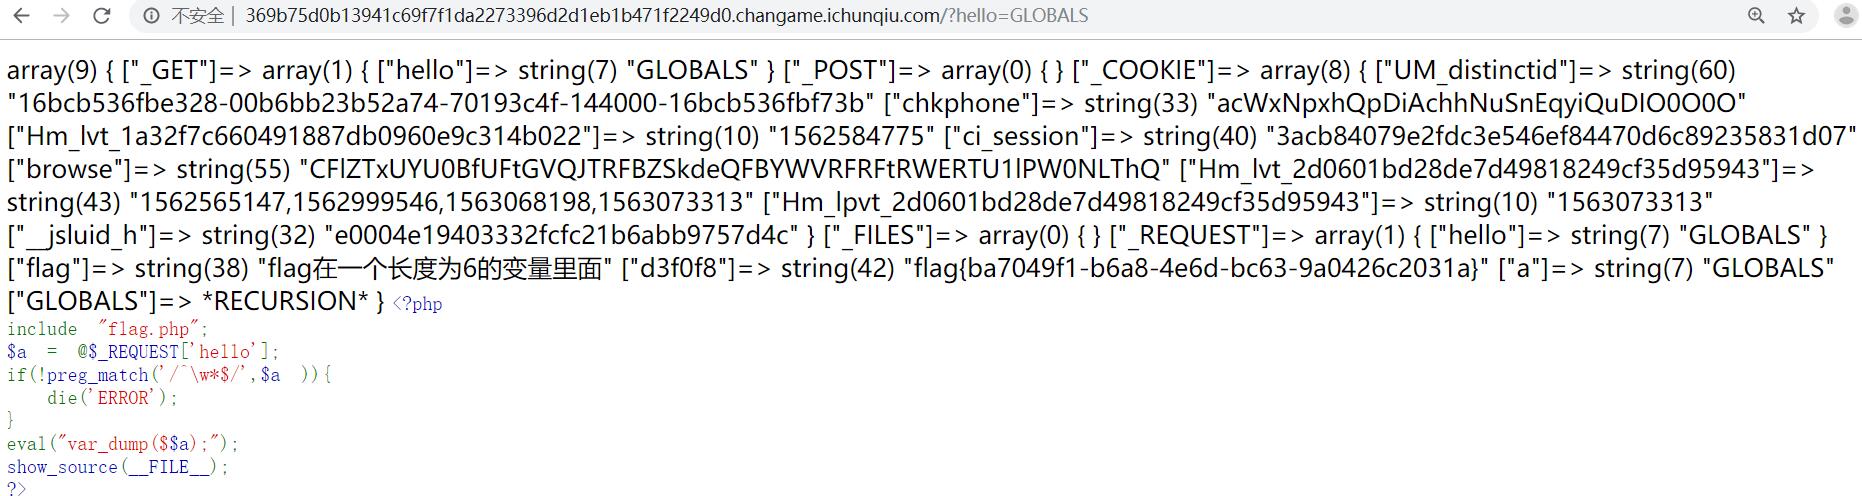 不安全 | 369b75d0b13941c69f7f1da2273396d2d1eb1b471f2249d0.changame.ichunqiu.com/?hello=GLOBALS
array(9) { ["_GET"]=> array(1) { ["hello"]=> string(7) "GLOBALS" } ["_POST"]=> array(0) { } ["_COOKIE"]=> array(8) { ["UM_distinctid"]=> string(60)
"16bcb536fbe328-00b6bb23b52a74-70193c4f-144000-16bcb536fbf73b" ["chkphone"]=> string(33) "acWxNpxhQpDiAchhNuSnEqyiQuDIO0O0O"
["Hm_lvt_1a32f7c660491887db0960e9c314b022"]=> string(10) "1562584775" ["ci_session"]=> string(40) "3acb84079e2fdc3e546ef84470d6c89235831d07"
["browse"]=> string(55) "CFlZTxUYU0BfUFtGVQJTRFBZSkdeQFBYWVRFRFtRWERTU1lPW0NLThQ" ["Hm_lvt_2d0601bd28de7d49818249cf35d95943"]=>
string(43) "1562565147,1562999546,1563068198,1563073313" ["Hm_lpvt_2d0601bd28de7d49818249cf35d95943"]=> string(10) "1563073313"
["__jsluid_h"]=> string(32) "e0004e19403332fcfc21b6abb9757d4c" } ["_FILES"]=> array(0) { } ["_REQUEST"]=> array(1) { ["hello"]=> string(7) "GLOBALS" }
["flag"]=> string(38) "flag在一个长度为6的变量里面" ["d3f0f8"]=> string(42) "flag{ba7049f1-b6a8-4e6d-bc63-9a0426c2031a}" ["a"]=> string(7) "GLOBALS"
["GLOBALS"]=> *RECURSION* } <?php
include "flag.php";
$a = @$_REQUEST['hello'];
if(!preg_match('/^\w*$/',$a )){
    die('ERROR');
}
eval("var_dump($$a);");
show_source(__FILE__);
?>